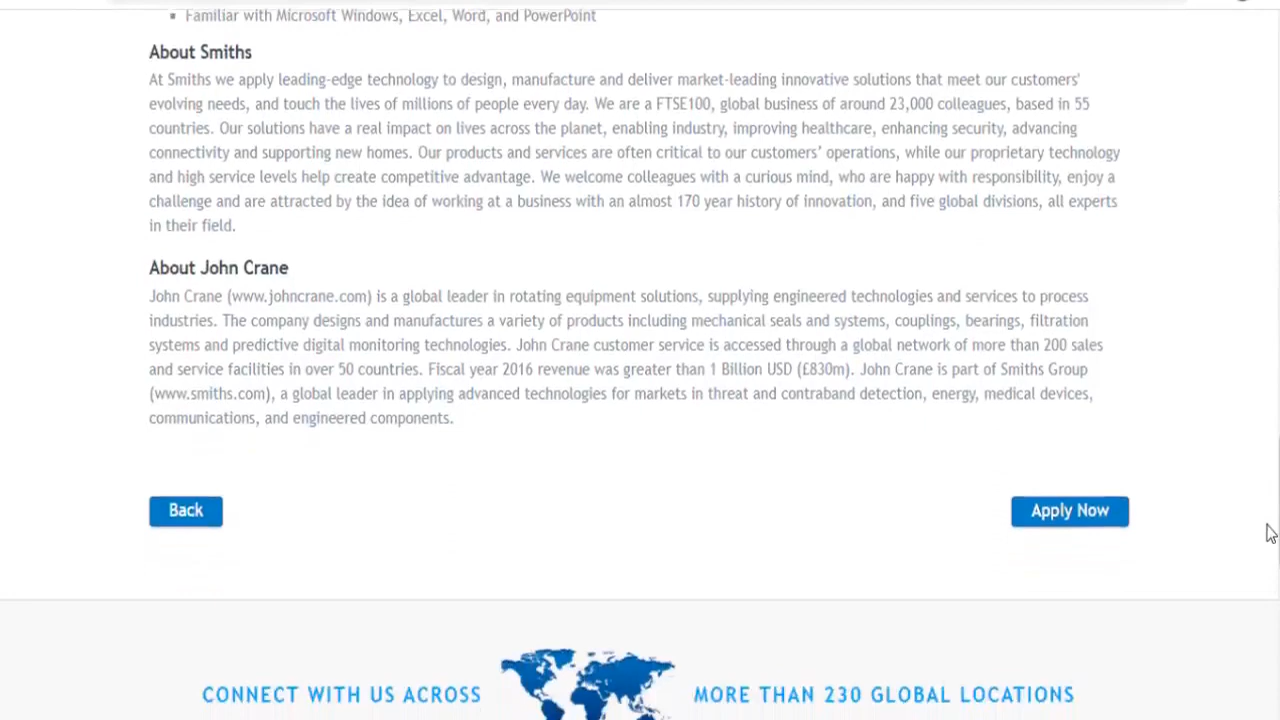 ▪ Familiar with Microsoft Windows, Excel, Word, and PowerPoint
About Smiths
At Smiths we apply leading-edge technology to design, manufacture and deliver market-leading innovative solutions that meet our customers'
evolving needs, and touch the lives of millions of people every day. We are a FTSE100, global business of around 23,000 colleagues, based in 55
countries. Our solutions have a real impact on lives across the planet, enabling industry, improving healthcare, enhancing security, advancing
connectivity and supporting new homes. Our products and services are often critical to our customers’ operations, while our proprietary technology
and high service levels help create competitive advantage. We welcome colleagues with a curious mind, who are happy with responsibility, enjoy a
challenge and are attracted by the idea of working at a business with an almost 170 year history of innovation, and five global divisions, all experts
in their field.
About John Crane
John Crane (www.johncrane.com) is a global leader in rotating equipment solutions, supplying engineered technologies and services to process
industries. The company designs and manufactures a variety of products including mechanical seals and systems, couplings, bearings, filtration
systems and predictive digital monitoring technologies. John Crane customer service is accessed through a global network of more than 200 sales
and service facilities in over 50 countries. Fiscal year 2016 revenue was greater than 1 Billion USD (£830m). John Crane is part of Smiths Group
(www.smiths.com), a global leader in applying advanced technologies for markets in threat and contraband detection, energy, medical devices,
communications, and engineered components.
Back
Apply Now
CONNECT WITH US ACROSS
MORE THAN 230 GLOBAL LOCATIONS